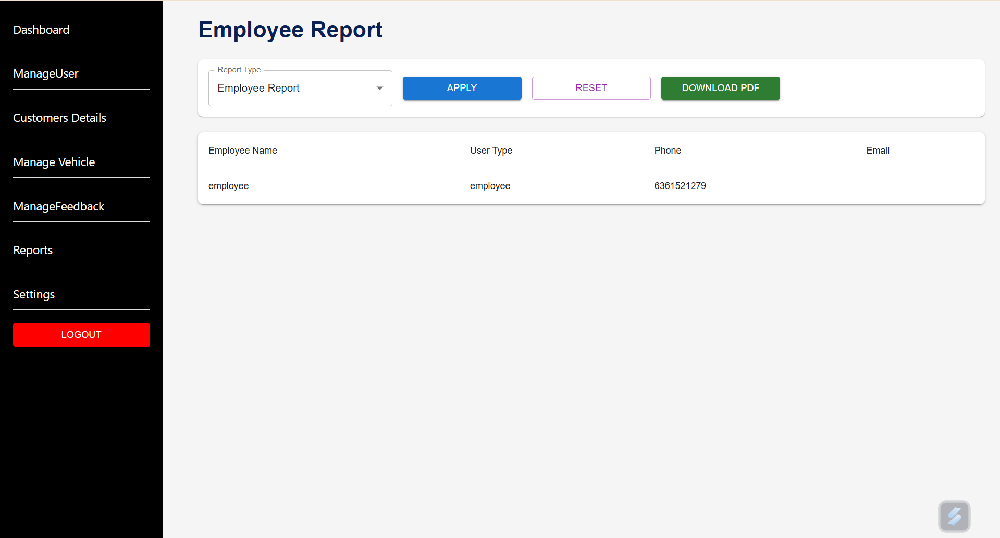 Dashboard
ManageUser
Customers Details
Manage Vehicle
ManageFeedback
Reports
Settings
LOGOUT
Employee Report
Report Type
Employee Report
APPLY
RESET
DOWNLOAD PDF
Employee Name User Type Phone Email
employee employee 6361521279